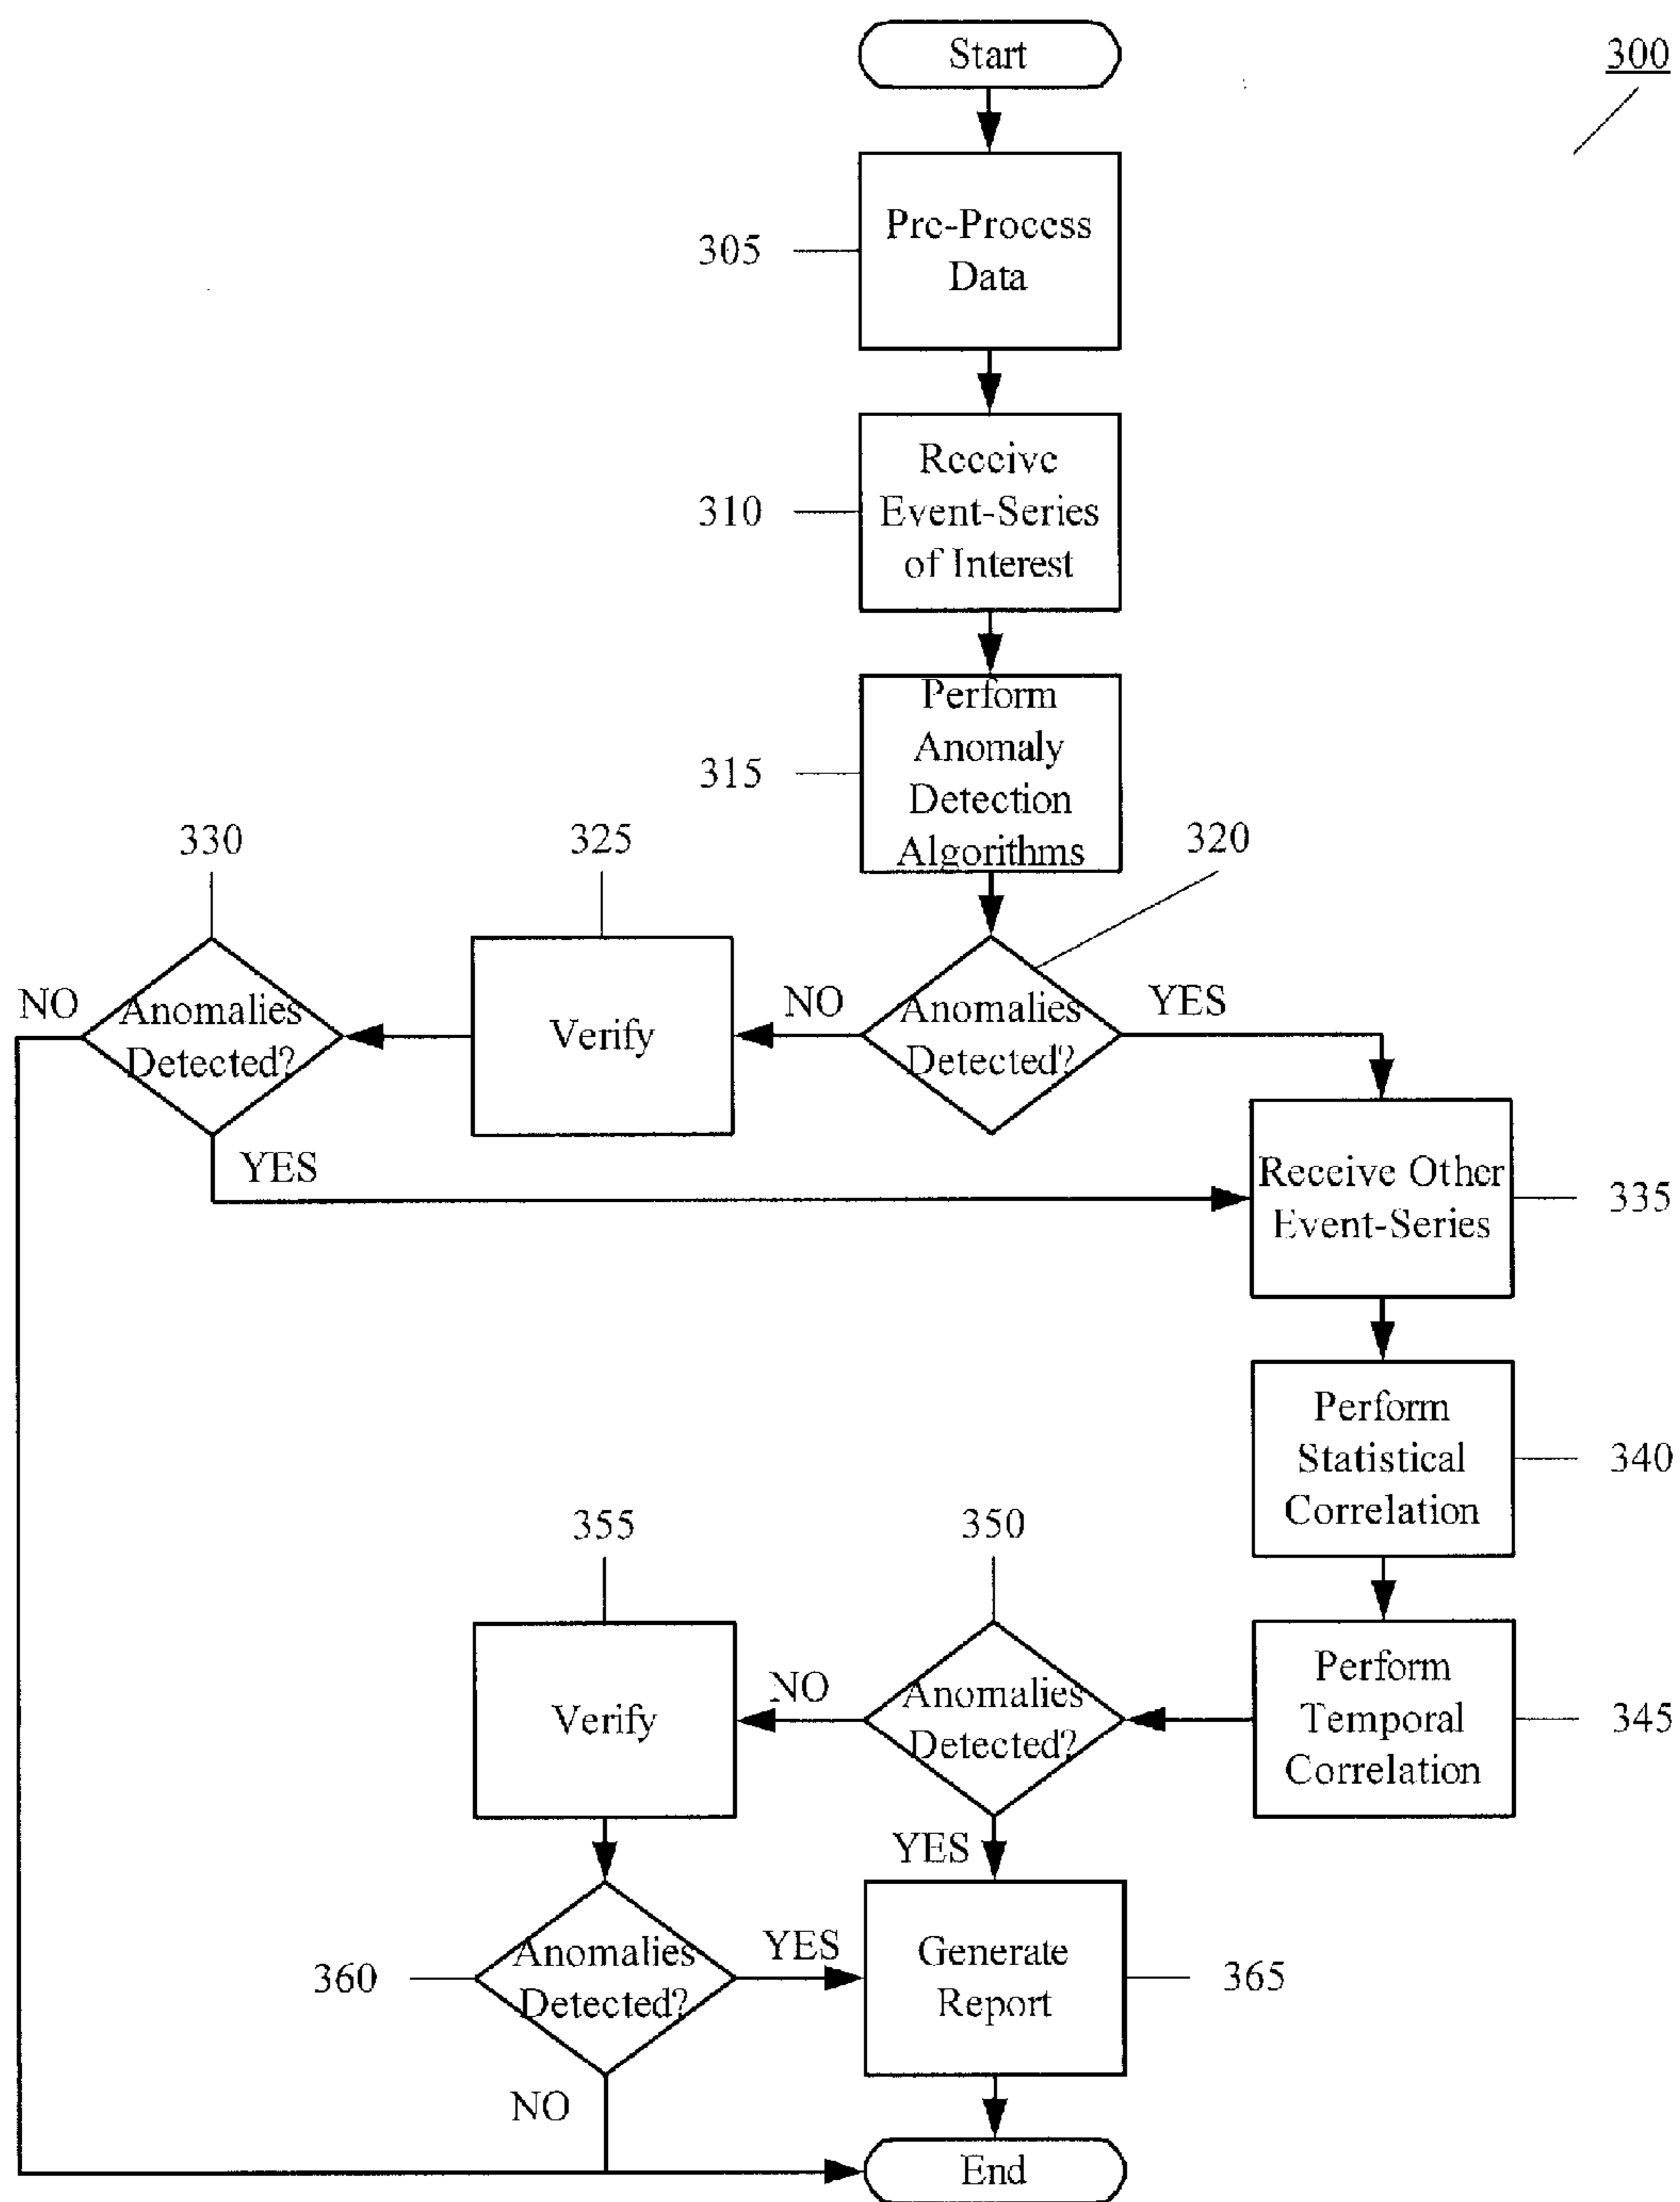 Start
300
Pre-Process
Data
305
Receive
Event-Series
of Interest
310
Perform
Anomaly
Detection
Algorithms
315
320
330
325
NO
Anomalies
Detected?
Verify
NO
Anomalies
Detected?
YES
YES
Receive Other
Event-Series
335
Perform
Statistical
Correlation
340
355
350
Verify
NO
Anomalies
Detected?
Perform
Temporal
Correlation
345
YES
360
Anomalies
Detected?
YES
Generate
Report
365
NO
End